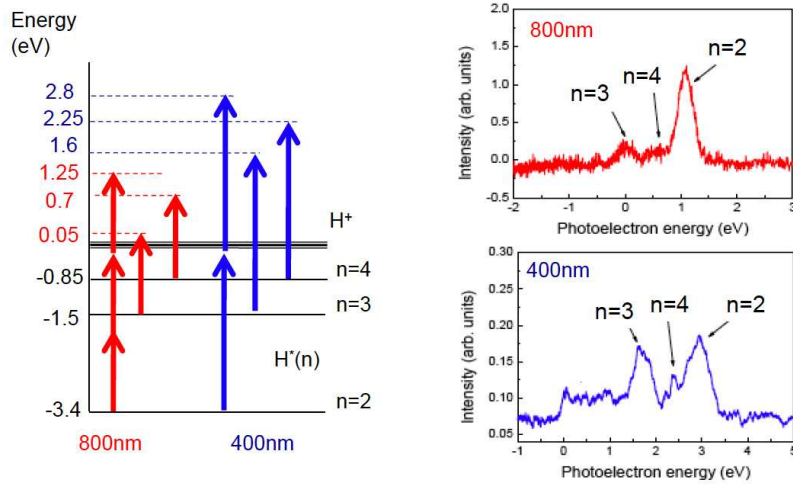 Energy
(eV)
2.8
2.25
1.6
1.25
0.7
0.05
-0.85
-1.5
-3.4
H+
n=4
n=3
H*(n)
n=2
800nm
400nm
Intensity (arb. units)
2.0
1.5
1.0
0.5
0.0
-0.5
800nm
n=2
n=4
n=3
-2
-1
0
1
2
3
Photoelectron energy (eV)
Intensity (arb. units)
0.30
0.25
0.20
0.15
0.10
0.05
400nm
n=3
n=4
n=2
-1
0
1
2
3
4
5
Photoelectron energy (eV)